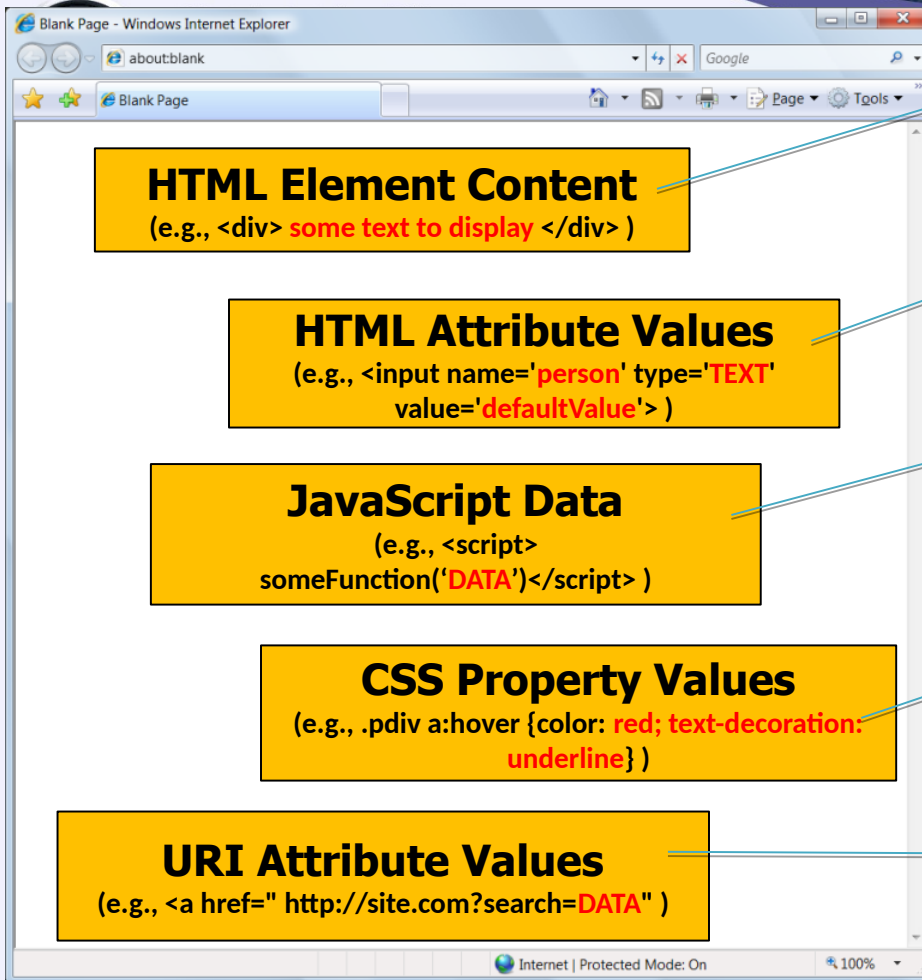 Blank Page - Windows Internet Explorer
about:blank
Google
Blank Page
Page
Tools
HTML Element Content
(e.g., <div> some text to display </div> )
HTML Attribute Values
(e.g., <input name='person' type='TEXT'
value='defaultValue'> )
JavaScript Data
(e.g., <script>
someFunction(‘DATA’)</script> )
CSS Property Values
(e.g., .pdiv a:hover {color: red; text-decoration:
underline} )
URI Attribute Values
(e.g., <a href=" http://site.com?search=DATA" )
Internet | Protected Mode: On
100%